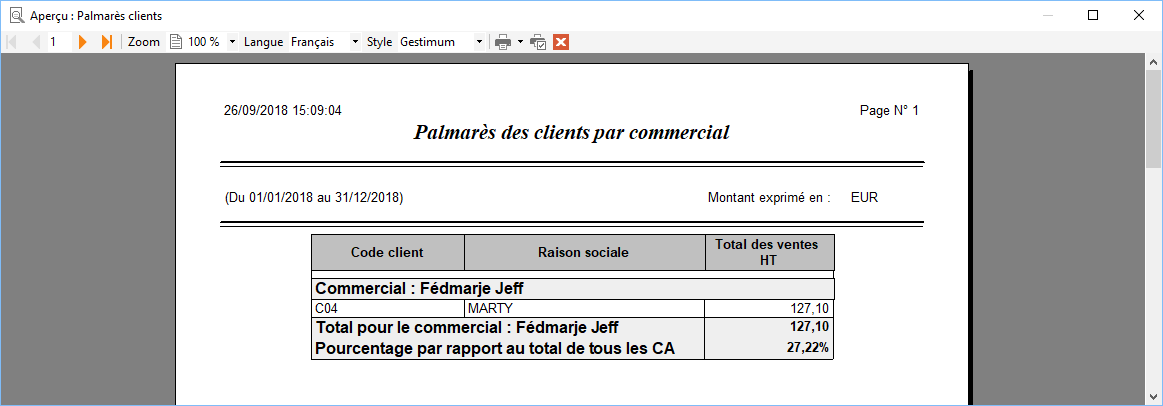 Aperçu : Palmarès clients
1 Zoom 100 % Langue Français Style Gestimum
26/09/2018 15:09:04 Page N° 1
Palmarès des clients par commercial
(Du 01/01/2018 au 31/12/2018) Montant exprimé en : EUR
Code client Raison sociale Total des ventes HT
Commercial : Fédmarje Jeff
C04 MARTY 127,10
Total pour le commercial : Fédmarje Jeff 127,10
Pourcentage par rapport au total de tous les CA 27,22%